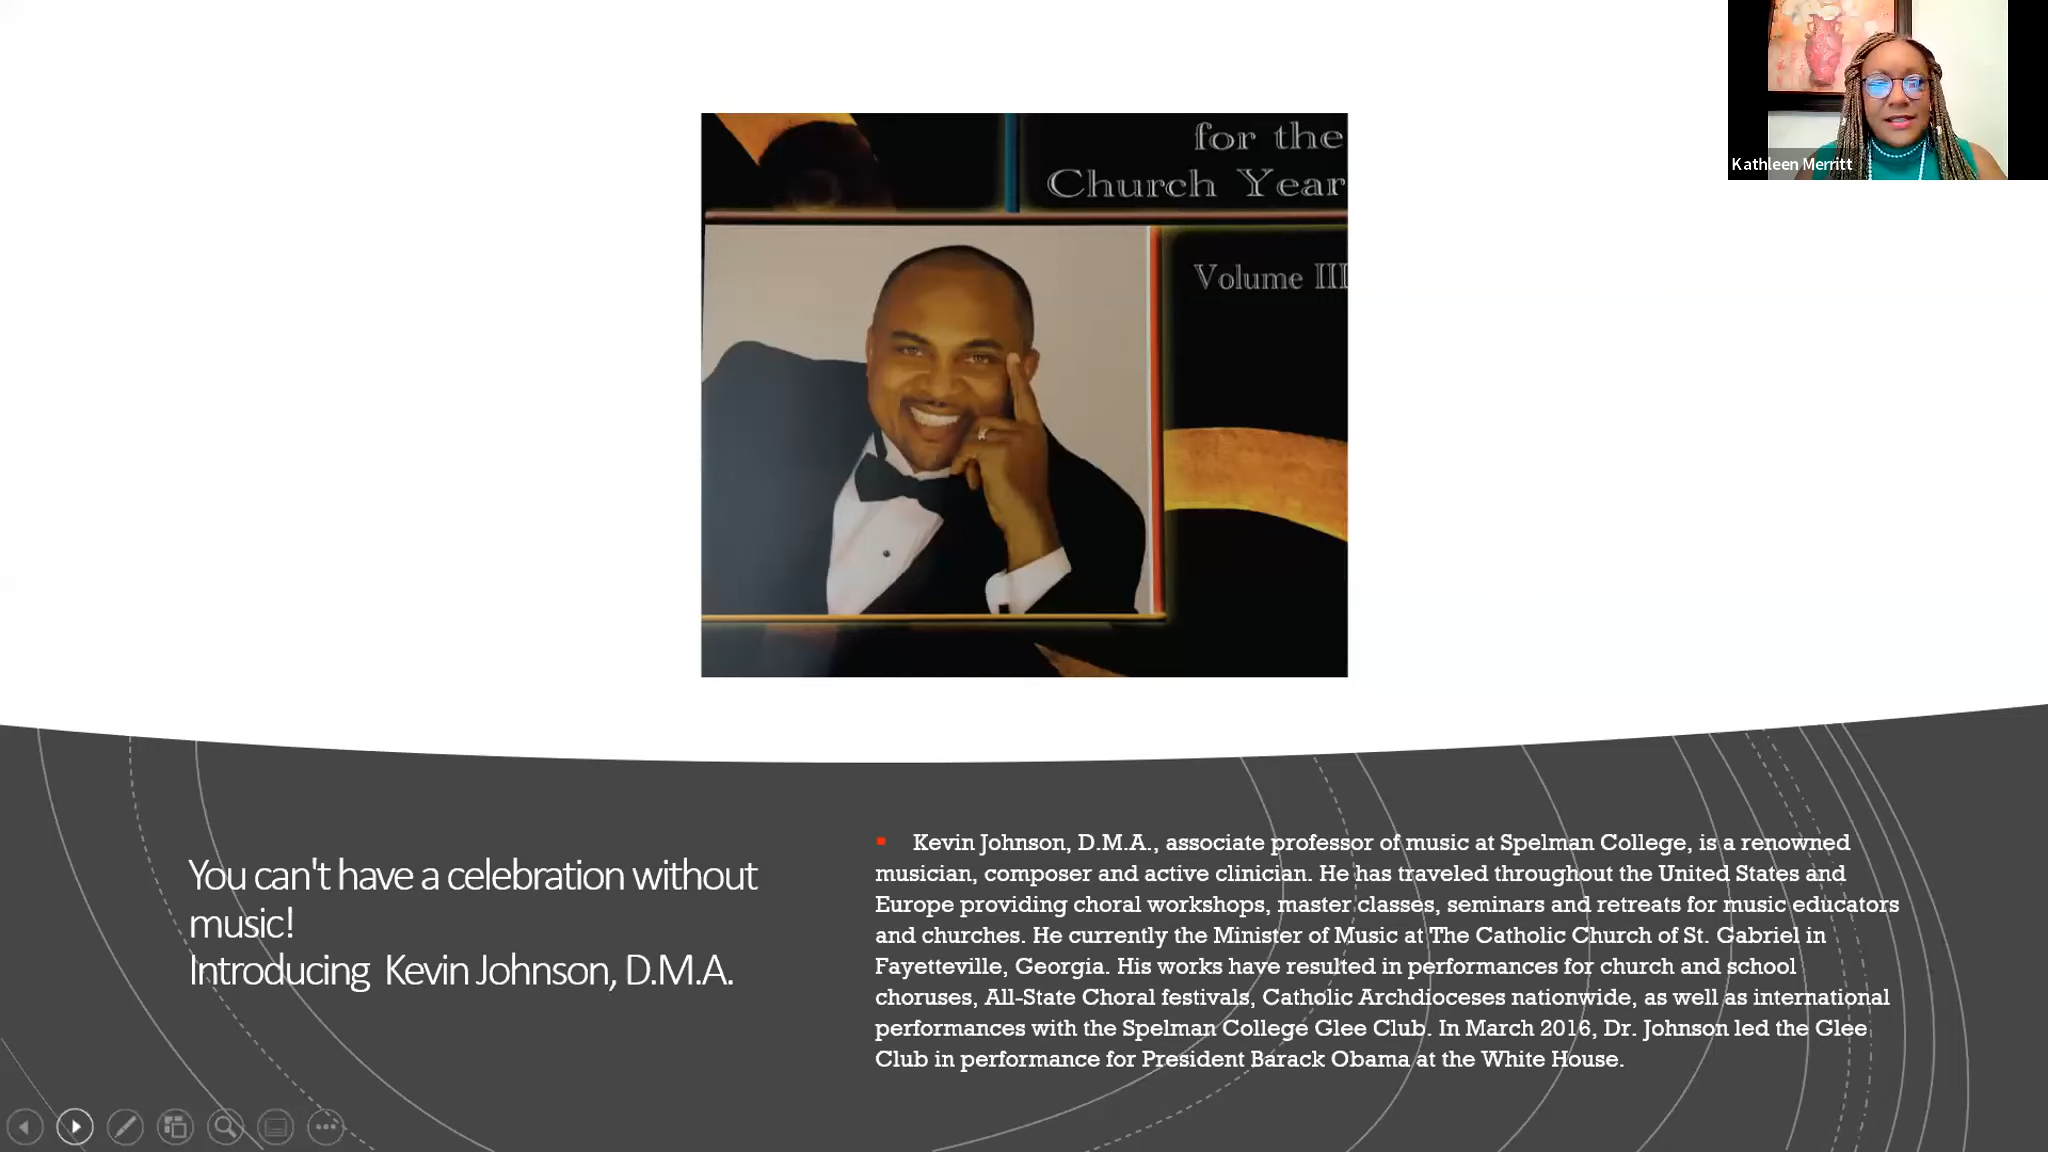 for the
Church Year
Volume III
Kathleen Merritt
You can't have a celebration without
music!
Introducing Kevin Johnson, D.M.A.
Kevin Johnson, D.M.A., associate professor of music at Spelman College, is a renowned
musician, composer and active clinician. He has traveled throughout the United States and
Europe providing choral workshops, master classes, seminars and retreats for music educators
and churches. He currently the Minister of Music at The Catholic Church of St. Gabriel in
Fayetteville, Georgia. His works have resulted in performances for church and school
choruses, All-State Choral festivals, Catholic Archdioceses nationwide, as well as international
performances with the Spelman College Glee Club. In March 2016, Dr. Johnson led the Glee
Club in performance for President Barack Obama at the White House.